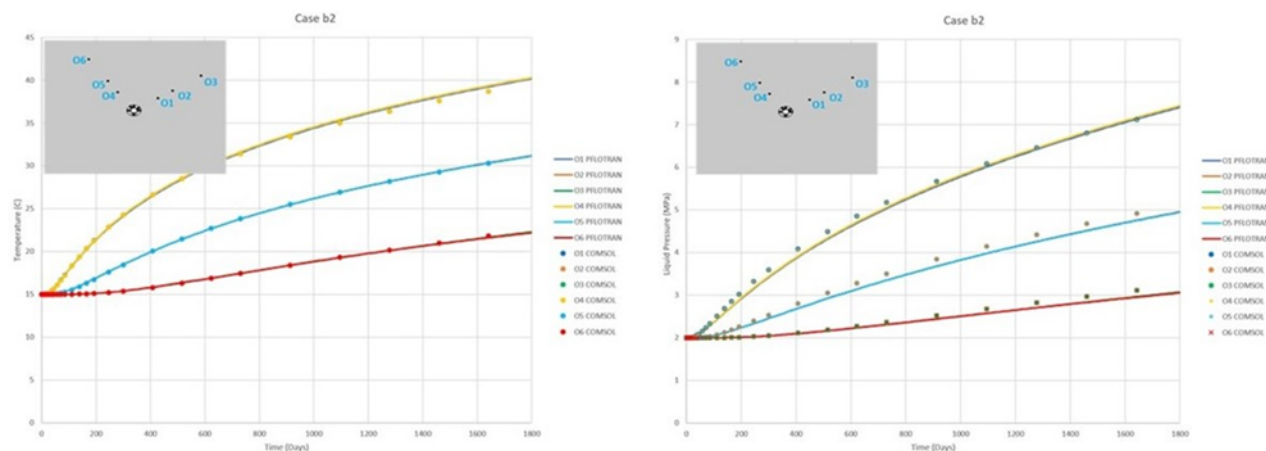 Case b2
45
40
35
30
25
20
15
10
5
0
Temperature (C)
0 200 400 600 800 1000 1200 1400 1600 1800
Time (Days)
O6
O5
O4
O3
O2
O1
O1 PFLOTRAN
O2 PFLOTRAN
O3 PFLOTRAN
O4 PFLOTRAN
O5 PFLOTRAN
O6 PFLOTRAN
O1 COMSOL
O2 COMSOL
O3 COMSOL
O4 COMSOL
O5 COMSOL
O6 COMSOL
Case b2
9
8
7
6
5
4
3
2
1
0
Liquid Pressure (MPa)
0 200 400 600 800 1000 1200 1400 1600 1800
Time (Days)
O6
O5
O4
O3
O2
O1
O1 PFLOTRAN
O2 PFLOTRAN
O3 PFLOTRAN
O4 PFLOTRAN
O5 PFLOTRAN
O6 PFLOTRAN
O1 COMSOL
O2 COMSOL
O3 COMSOL
O4 COMSOL
O5 COMSOL
O6 COMSOL